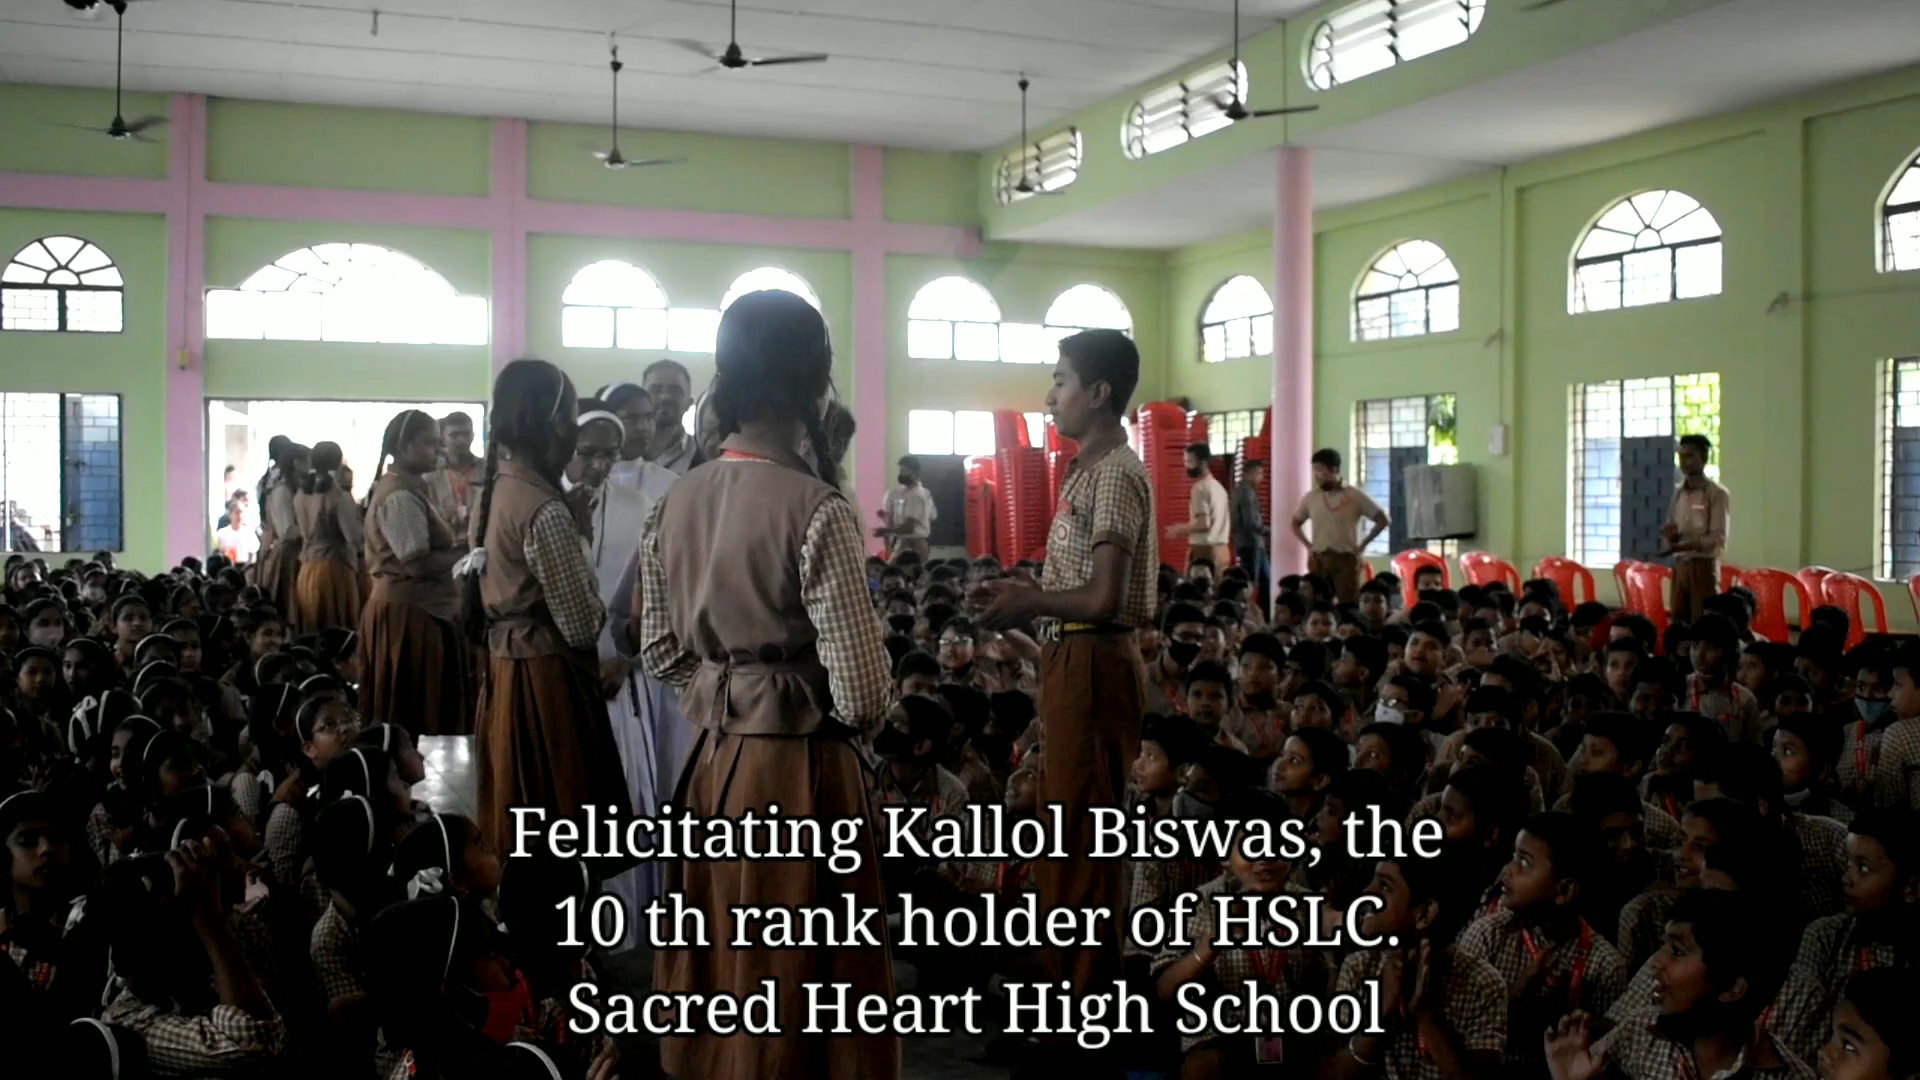 Felicitating Kallol Biswas, the
10 th rank holder of HSLC.
Sacred Heart High School